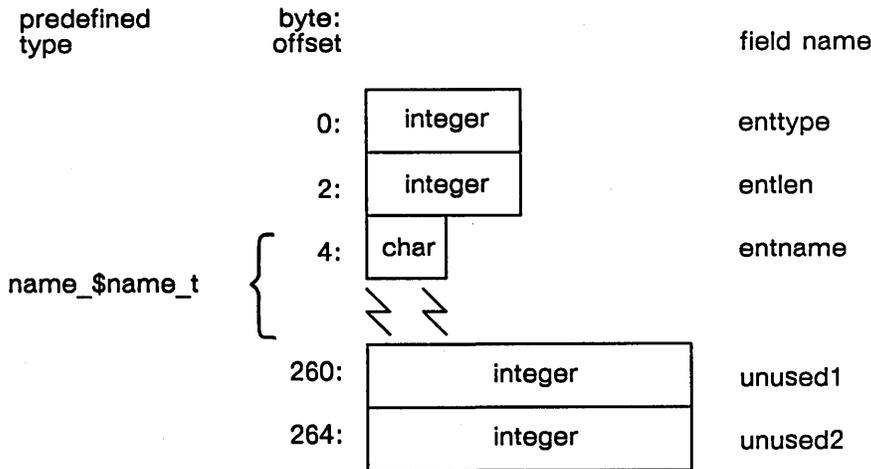 predefined byte:
type offset field name
0: integer enttype
2: integer entlen
4: char entname
name_$name_t
260: integer unused1
264: integer unused2